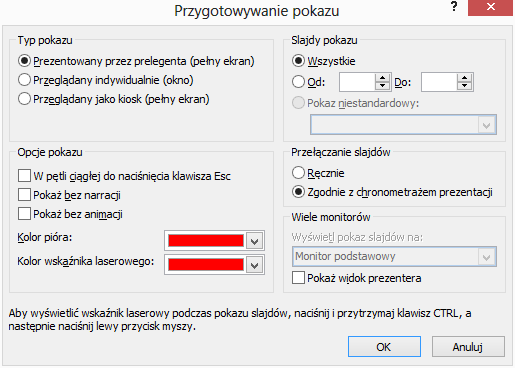 Przygotowywanie pokazu
?
Typ pokazu
Prezentowany przez prelegenta (pełny ekran)
Przeglądany indywidualnie (okno)
Przeglądany jako kiosk (pełny ekran)
Slajdy pokazu
Wszystkie
Od:
Do:
Pokaz niestandardowy:
Opcje pokazu
W pętli ciągłej do naciśnięcia klawisza Esc
Pokaż bez narracji
Pokaż bez animacji
Kolor pióra:
Kolor wskaźnika laserowego:
Przełączanie slajdów
Ręcznie
Zgodnie z chronometrażem prezentacji
Wiele monitorów
Wyświetl pokaz slajdów na:
Monitor podstawowy
Pokaż widok prezentera
Aby wyświetlić wskaźnik laserowy podczas pokazu slajdów, naciśnij i przytrzymaj klawisz CTRL, a
następnie naciśnij lewy przycisk myszy.
OK
Anuluj